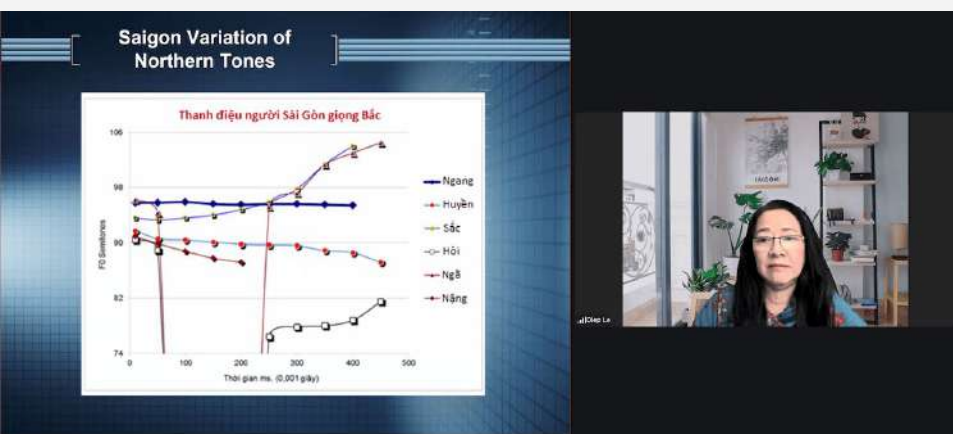 Saigon Variation of
Northern Tones
Thanh điệu người Sài Gòn giọng Bắc
106
98
90
82
74
F0 Semitones
0
100
200
300
400
500
Thời gian ms. (0,001 giây)
Ngang
Huyền
Sắc
Hỏi
Ngã
Nặng
Diep Le